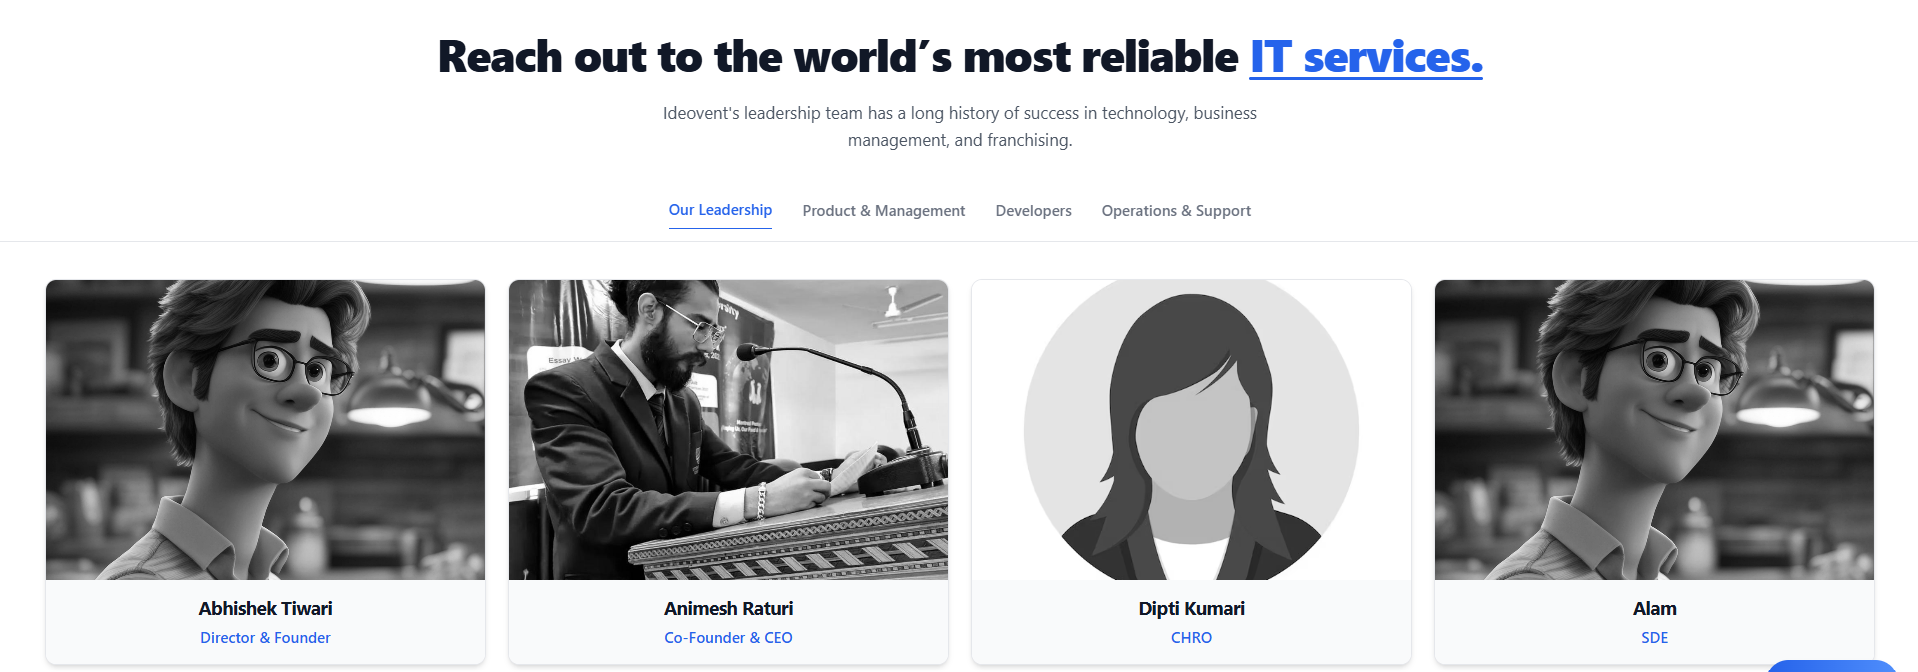 Reach out to the world′s most reliable IT services.
Ideovent's leadership team has a long history of success in technology, business
management, and franchising.
Our Leadership
Product & Management
Developers
Operations & Support
Essay
Abhishek Tiwari
Director & Founder
Animesh Raturi
Co-Founder & CEO
Dipti Kumari
CHRO
Alam
SDE